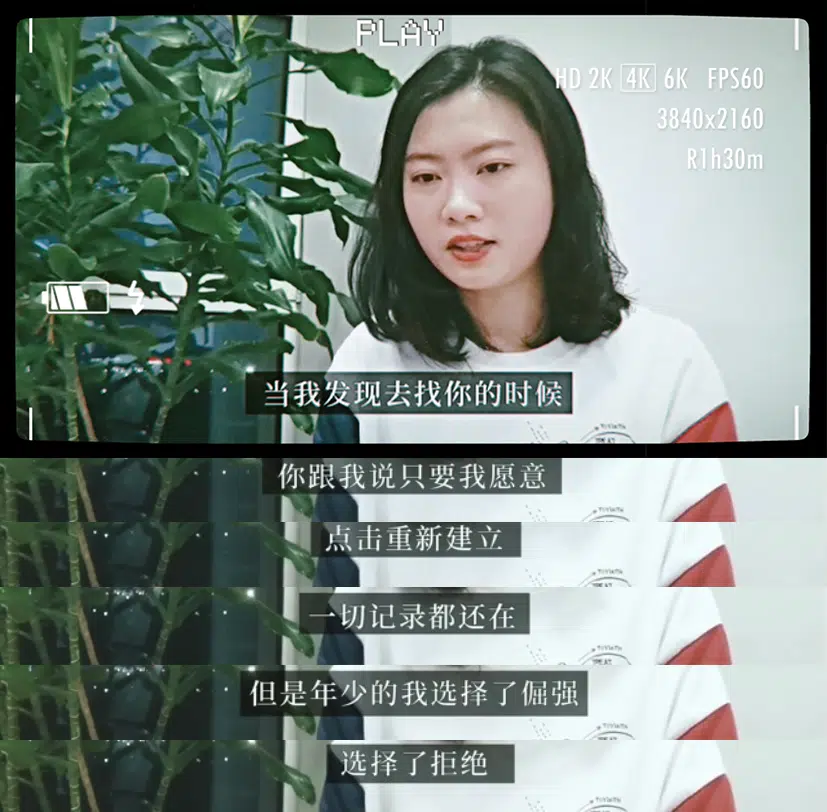 PLAY
HD 2K 4K 6K FPS60
3840x2160
R1h30m
当我发现去找你的时候
你跟我说只要我愿意
点击重新建立
一切记录都还在
但是年少的我选择了倔强
选择了拒绝